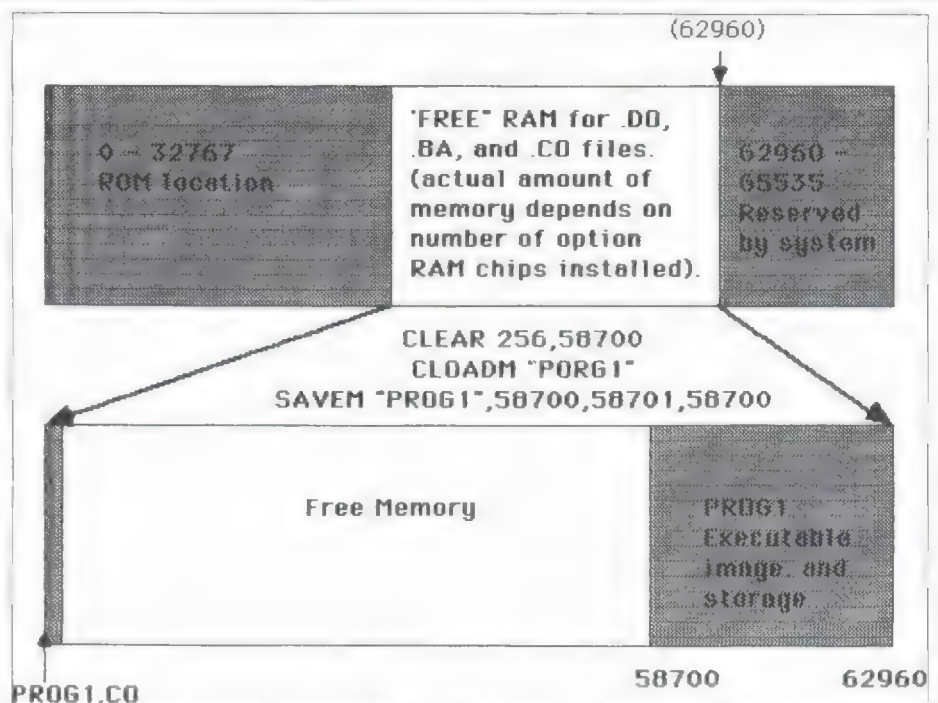 (62960)
0 - 32767
ROM location
"FREE" RAM for .DO,
.BA, and .CO files.
(actual amount of
memory depends on
number of option
RAM chips installed).
62960 -
65535
Reserved
by system
CLEAR 256,58700
CLOADM "PORG1"
SAVEM "PROG1",58700,58701,58700
Free Memory
PROG1
Executable
image and
storage
58700
62960
PROG1.CO